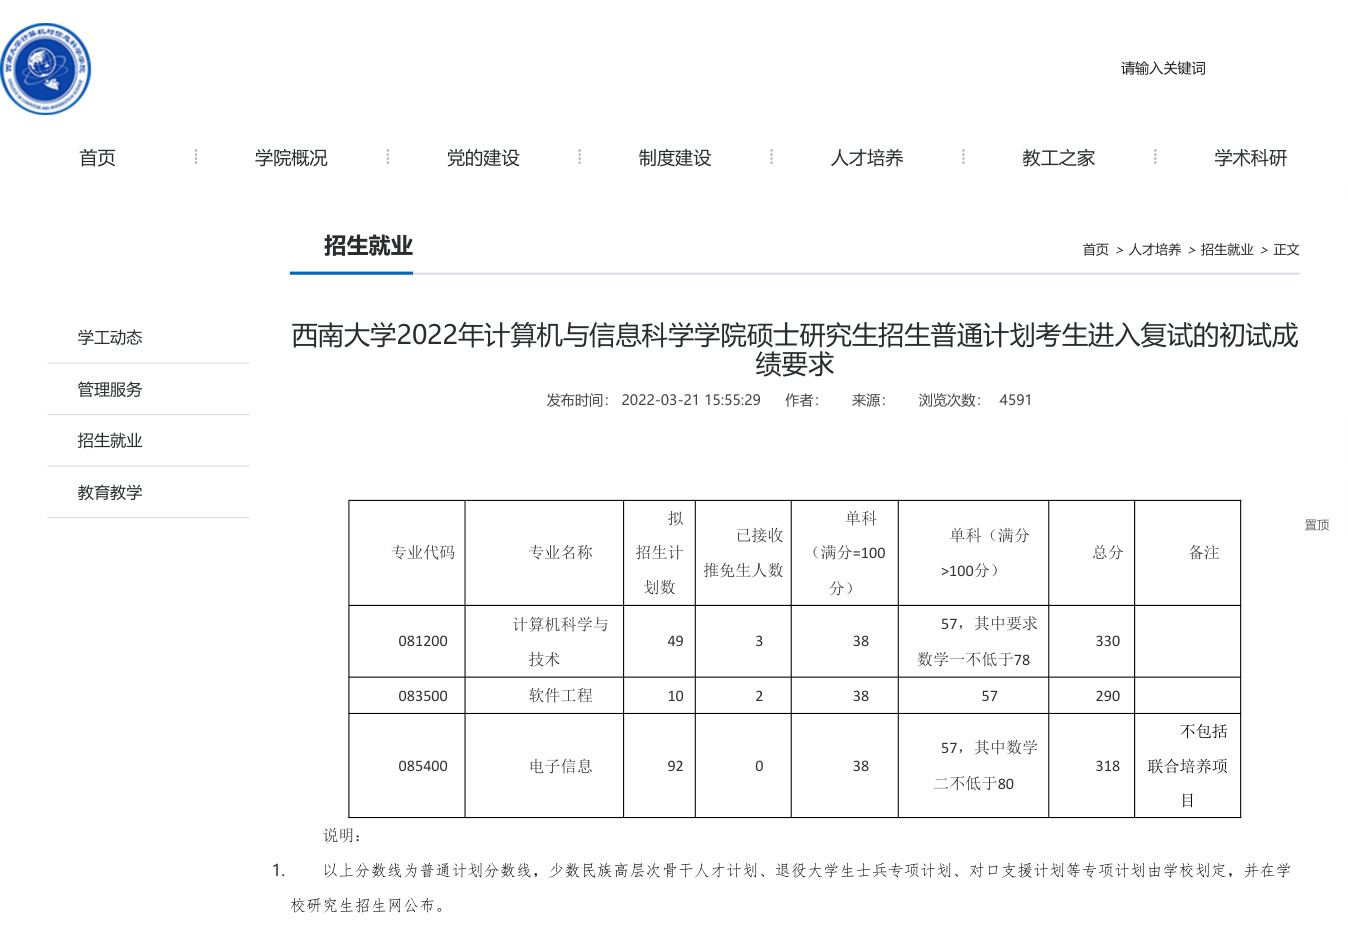 西南大学计算机与信息科学学院
请输入关键词
首页
学院概况
党的建设
制度建设
人才培养
教工之家
学术科研
招生就业
首页 > 人才培养 > 招生就业 > 正文
学工动态
管理服务
招生就业
教育教学
西南大学2022年计算机与信息科学学院硕士研究生招生普通计划考生进入复试的初试成
绩要求
发布时间： 2022-03-21 15:55:29 作者： 来源： 浏览次数： 4591
置顶
专业代码
专业名称
拟
招生计
划数
已接收
推免生人数
单科
（满分=100
分）
单科（满分
>100分）
总分
备注
081200
计算机科学与
技术
49
3
38
57，其中要求
数学一不低于78
330
083500
软件工程
10
2
38
57
290
085400
电子信息
92
0
38
57，其中数学
二不低于80
318
不包括
联合培养项
目
说明：
1. 以上分数线为普通计划分数线，少数民族高层次骨干人才计划、退役大学生士兵专项计划、对口支援计划等专项计划由学校划定，并在学
校研究生招生网公布。